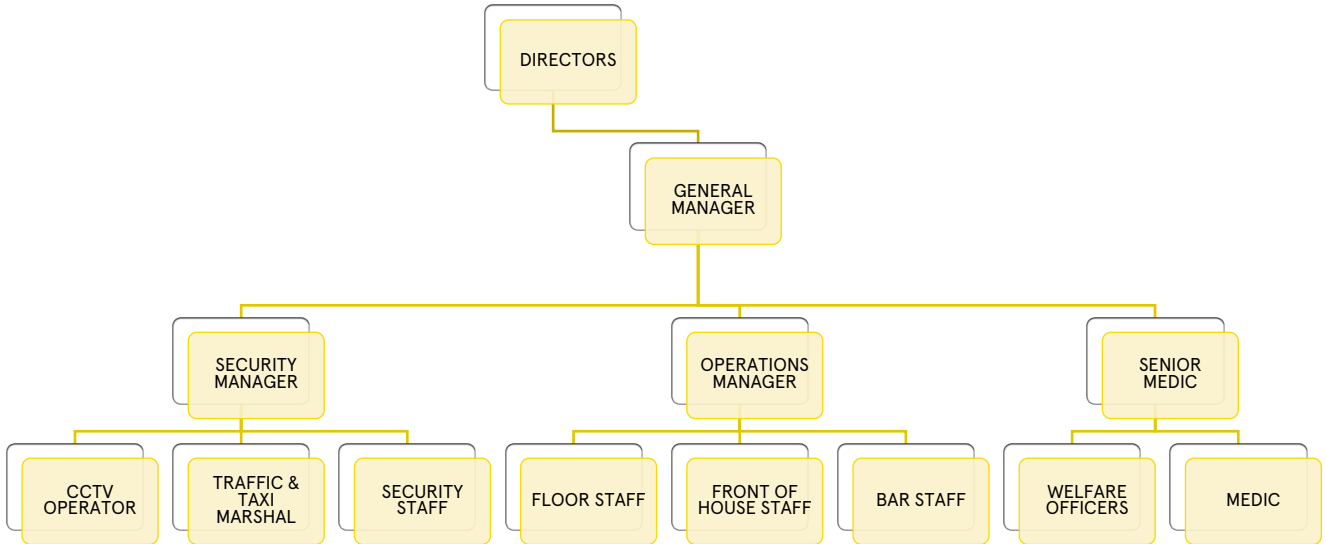 DIRECTORS
GENERAL
MANAGER
SECURITY
MANAGER
OPERATIONS
MANAGER
SENIOR
MEDIC
CCTV
OPERATOR
TRAFFIC &
TAXI
MARSHAL
SECURITY
STAFF
FLOOR STAFF
FRONT OF
HOUSE STAFF
BAR STAFF
WELFARE
OFFICERS
MEDIC